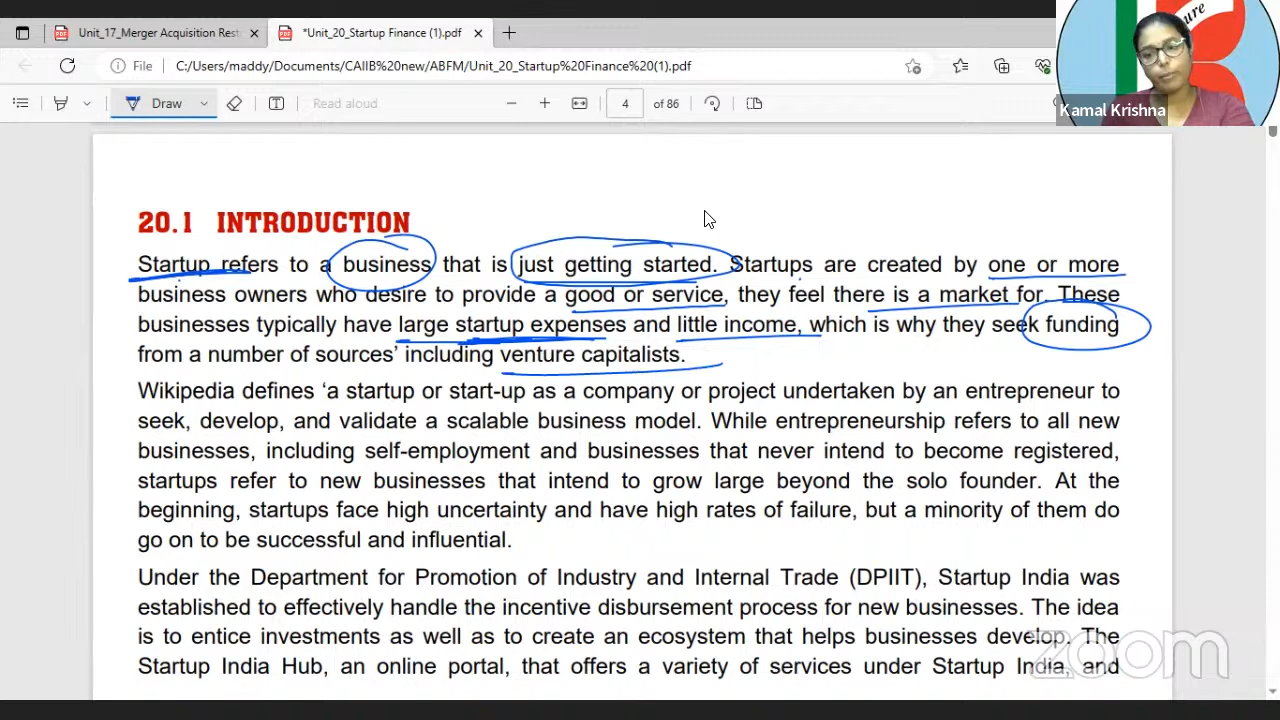 Unit_17_Merger Acquisition Rest
*Unit_20_Startup Finance (1).pdf
ure
File
C:/Users/maddy/Documents/CAIIB%20new/ABFM/Unit_20_Startup%20Finance%20(1).pdf
Draw
Read aloud
4
of 86
Kamal Krishna
20.1 INTRODUCTION
Startup refers to a business that is just getting started. Startups are created by one or more
business owners who desire to provide a good or service, they feel there is a market for. These
businesses typically have large startup expenses and little income, which is why they seek funding
from a number of sources’ including venture capitalists.
Wikipedia defines ‘a startup or start-up as a company or project undertaken by an entrepreneur to
seek, develop, and validate a scalable business model. While entrepreneurship refers to all new
businesses, including self-employment and businesses that never intend to become registered,
startups refer to new businesses that intend to grow large beyond the solo founder. At the
beginning, startups face high uncertainty and have high rates of failure, but a minority of them do
go on to be successful and influential.
Under the Department for Promotion of Industry and Internal Trade (DPIIT), Startup India was
established to effectively handle the incentive disbursement process for new businesses. The idea
is to entice investments as well as to create an ecosystem that helps businesses develop. The
Startup India Hub, an online portal, that offers a variety of services under Startup India, and
zoom